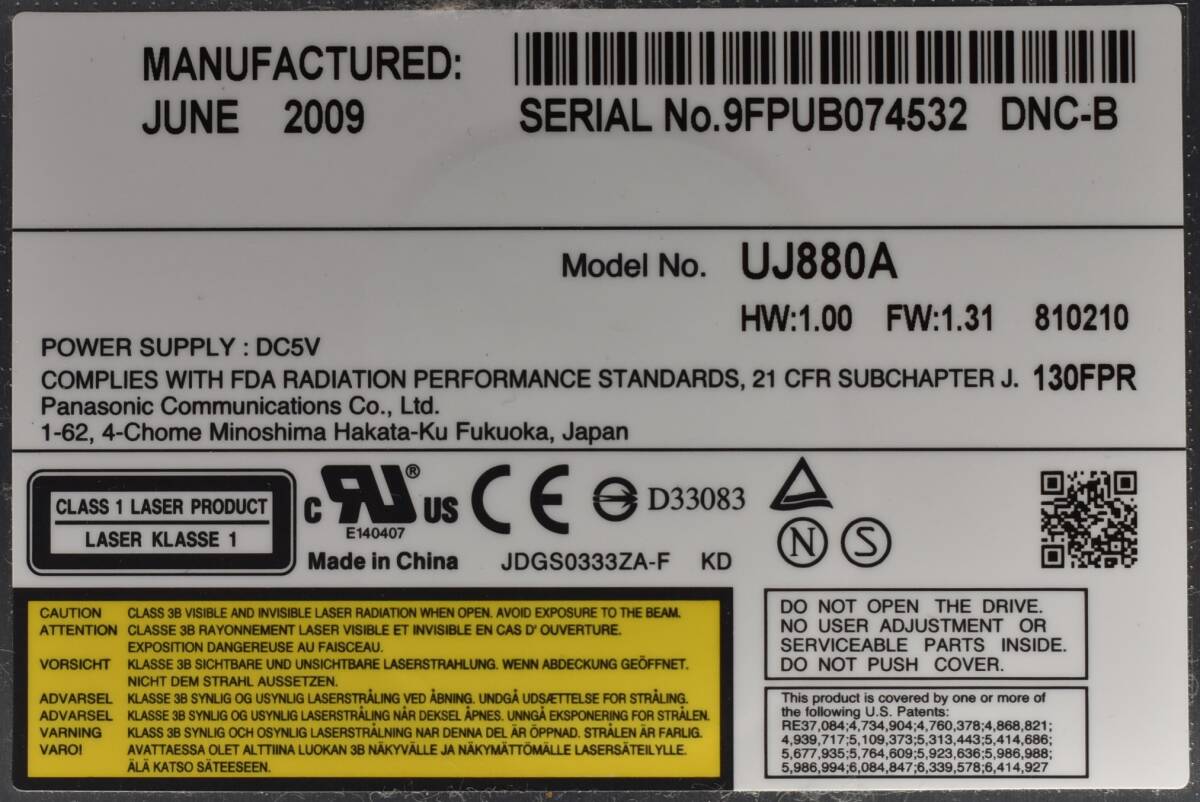 MANUFACTURED:
JUNE 2009
SERIAL No.9FPUB074532 DNC-B
Model No. UJ880A
HW:1.00 FW:1.31 810210
POWER SUPPLY : DC5V
COMPLIES WITH FDA RADIATION PERFORMANCE STANDARDS, 21 CFR SUBCHAPTER J. 130FPR
Panasonic Communications Co., Ltd.
1-62, 4-Chome Minoshima Hakata-Ku Fukuoka, Japan
CLASS 1 LASER PRODUCT
LASER KLASSE 1
c RU ® US
E140407
CE
D33083
N S
Made in China JDGS0333ZA-F KD
CAUTION CLASS 3B VISIBLE AND INVISIBLE LASER RADIATION WHEN OPEN. AVOID EXPOSURE TO THE BEAM.
ATTENTION CLASSE 3B RAYONNEMENT LASER VISIBLE ET INVISIBLE EN CAS D' OUVERTURE.
EXPOSITION DANGEREUSE AU FAISCEAU.
VORSICHT KLASSE 3B SICHTBARE UND UNSICHTBARE LASERSTRAHLUNG. WENN ABDECKUNG GEÖFFNET.
NICHT DEM STRAHL AUSSETZEN.
ADVARSEL KLASSE 3B SYNLIG OG USYNLIG LASERSTRÅLING VED ÅBNING. UNDGÅ UDSÆTTELSE FOR STRÅLING.
ADVARSEL KLASSE 3B SYNLIG OG USYNLIG LASERSTRÅLING NÅR DEKSEL ÅPNES. UNNGÅ EKSPONERING FOR STRÅLEN.
VARNING KLASS 3B SYNLIG OCH OSYNLIG LASERSTRÅLNING NÄR DENNA DEL ÄR ÖPPNAD. STRÅLEN ÄR FARLIG.
VARO! AVATTAESSA OLET ALTTIINA LUOKAN 3B NÄKYVÄLLE JA NÄKYMÄTTÖMÄLLE LASERSÄTEILYLLE.
ÄLÄ KATSO SÄTEESEEN.
DO NOT OPEN THE DRIVE.
NO USER ADJUSTMENT OR
SERVICEABLE PARTS INSIDE.
DO NOT PUSH COVER.
This product is covered by one or more of
the following U.S. Patents:
RE37,084;4,734,904;4,760,378;4,868,821;
4,939,717;5,109,373;5,313,443;5,414,686;
5,677,935;5,764,609;5,923,636;5,986,988;
5,986,994;6,084,847;6,339,578;6,414,927